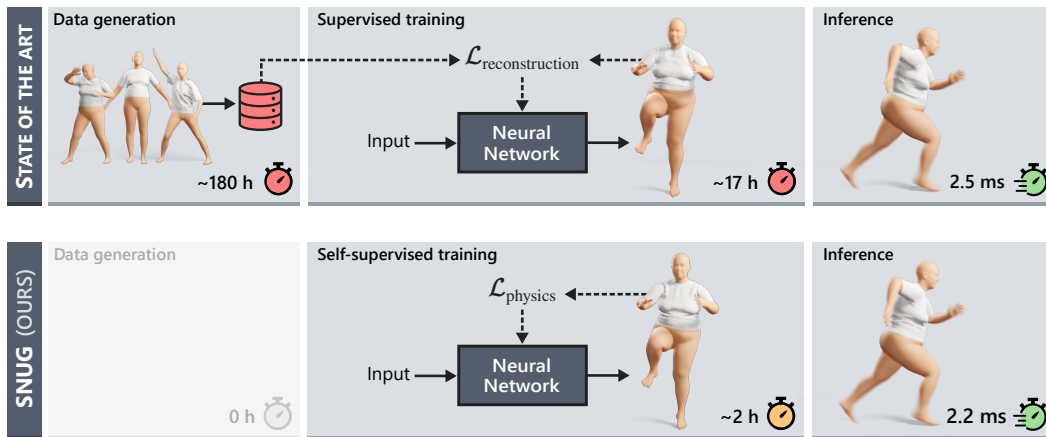 STATE OF THE ART
Data generation
~180 h
Supervised training
ℒreconstruction
Input
Neural
Network
~17 h
Inference
2.5 ms
SNUG (OURS)
Data generation
0 h
Self-supervised training
ℒphysics
Input
Neural
Network
~2 h
Inference
2.2 ms